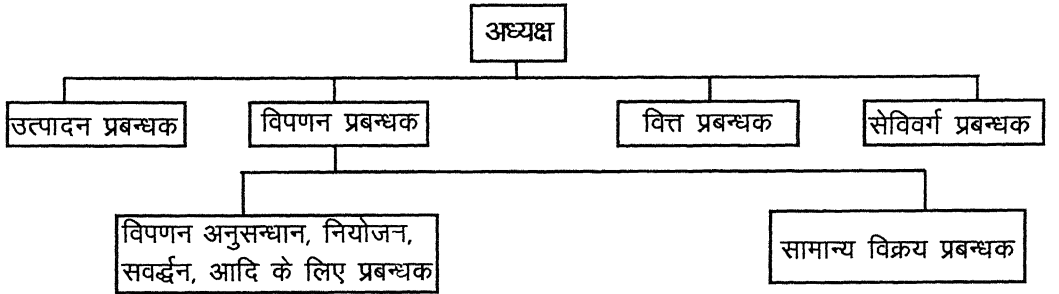 अध्यक्ष
उत्पादन प्रबन्धक
विपणन प्रबन्धक
वित्त प्रबन्धक
सेविवर्ग प्रबन्धक
विपणन अनुसन्धान, नियोजन,
सवर्द्धन, आदि के लिए प्रबन्धक
सामान्य विक्रय प्रबन्धक